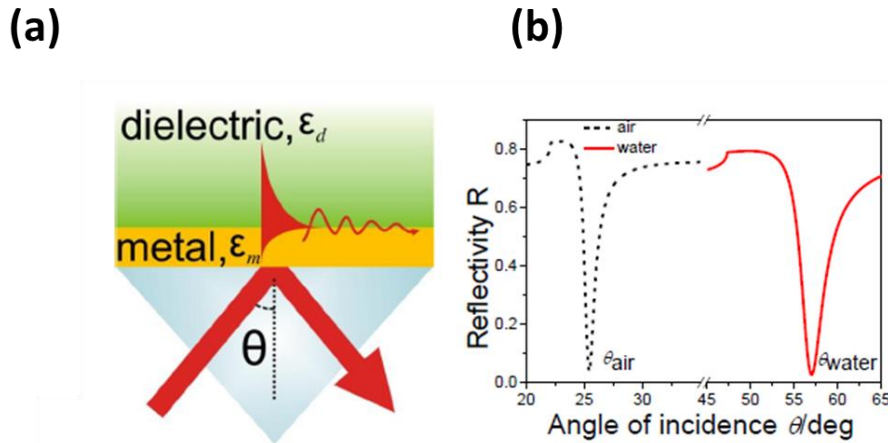 (a)
dielectric, εd
metal, εm
θ
(b)
air
water
Reflectivity R
0.8
0.6
0.4
0.2
0.0
θair
θwater
20 25 30 45 50 55 60 65
Angle of incidence θ/deg